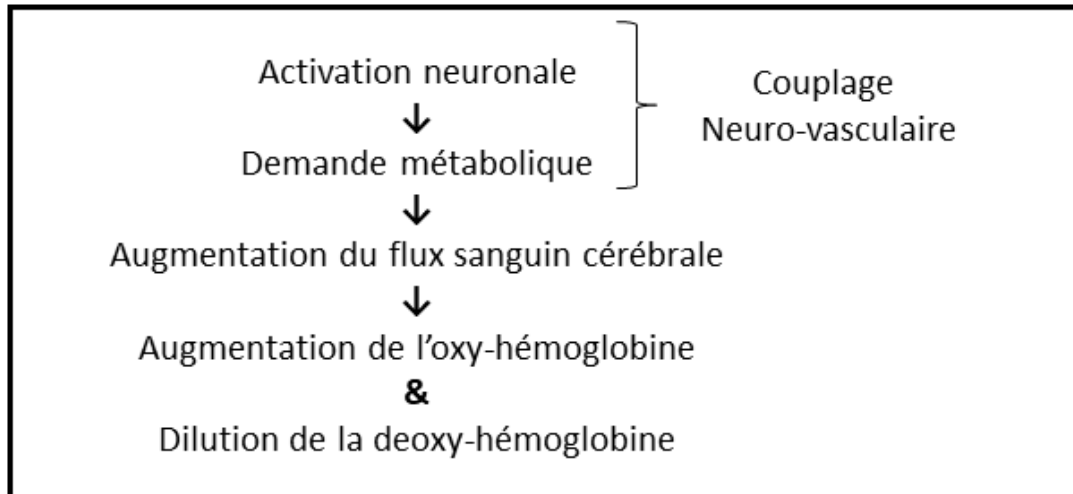 Activation neuronale
↓
Demande métabolique
↓
Augmentation du flux sanguin cérébrale
↓
Augmentation de l'oxy-hémoglobine
&
Dilution de la deoxy-hémoglobine
Couplage
Neuro-vasculaire